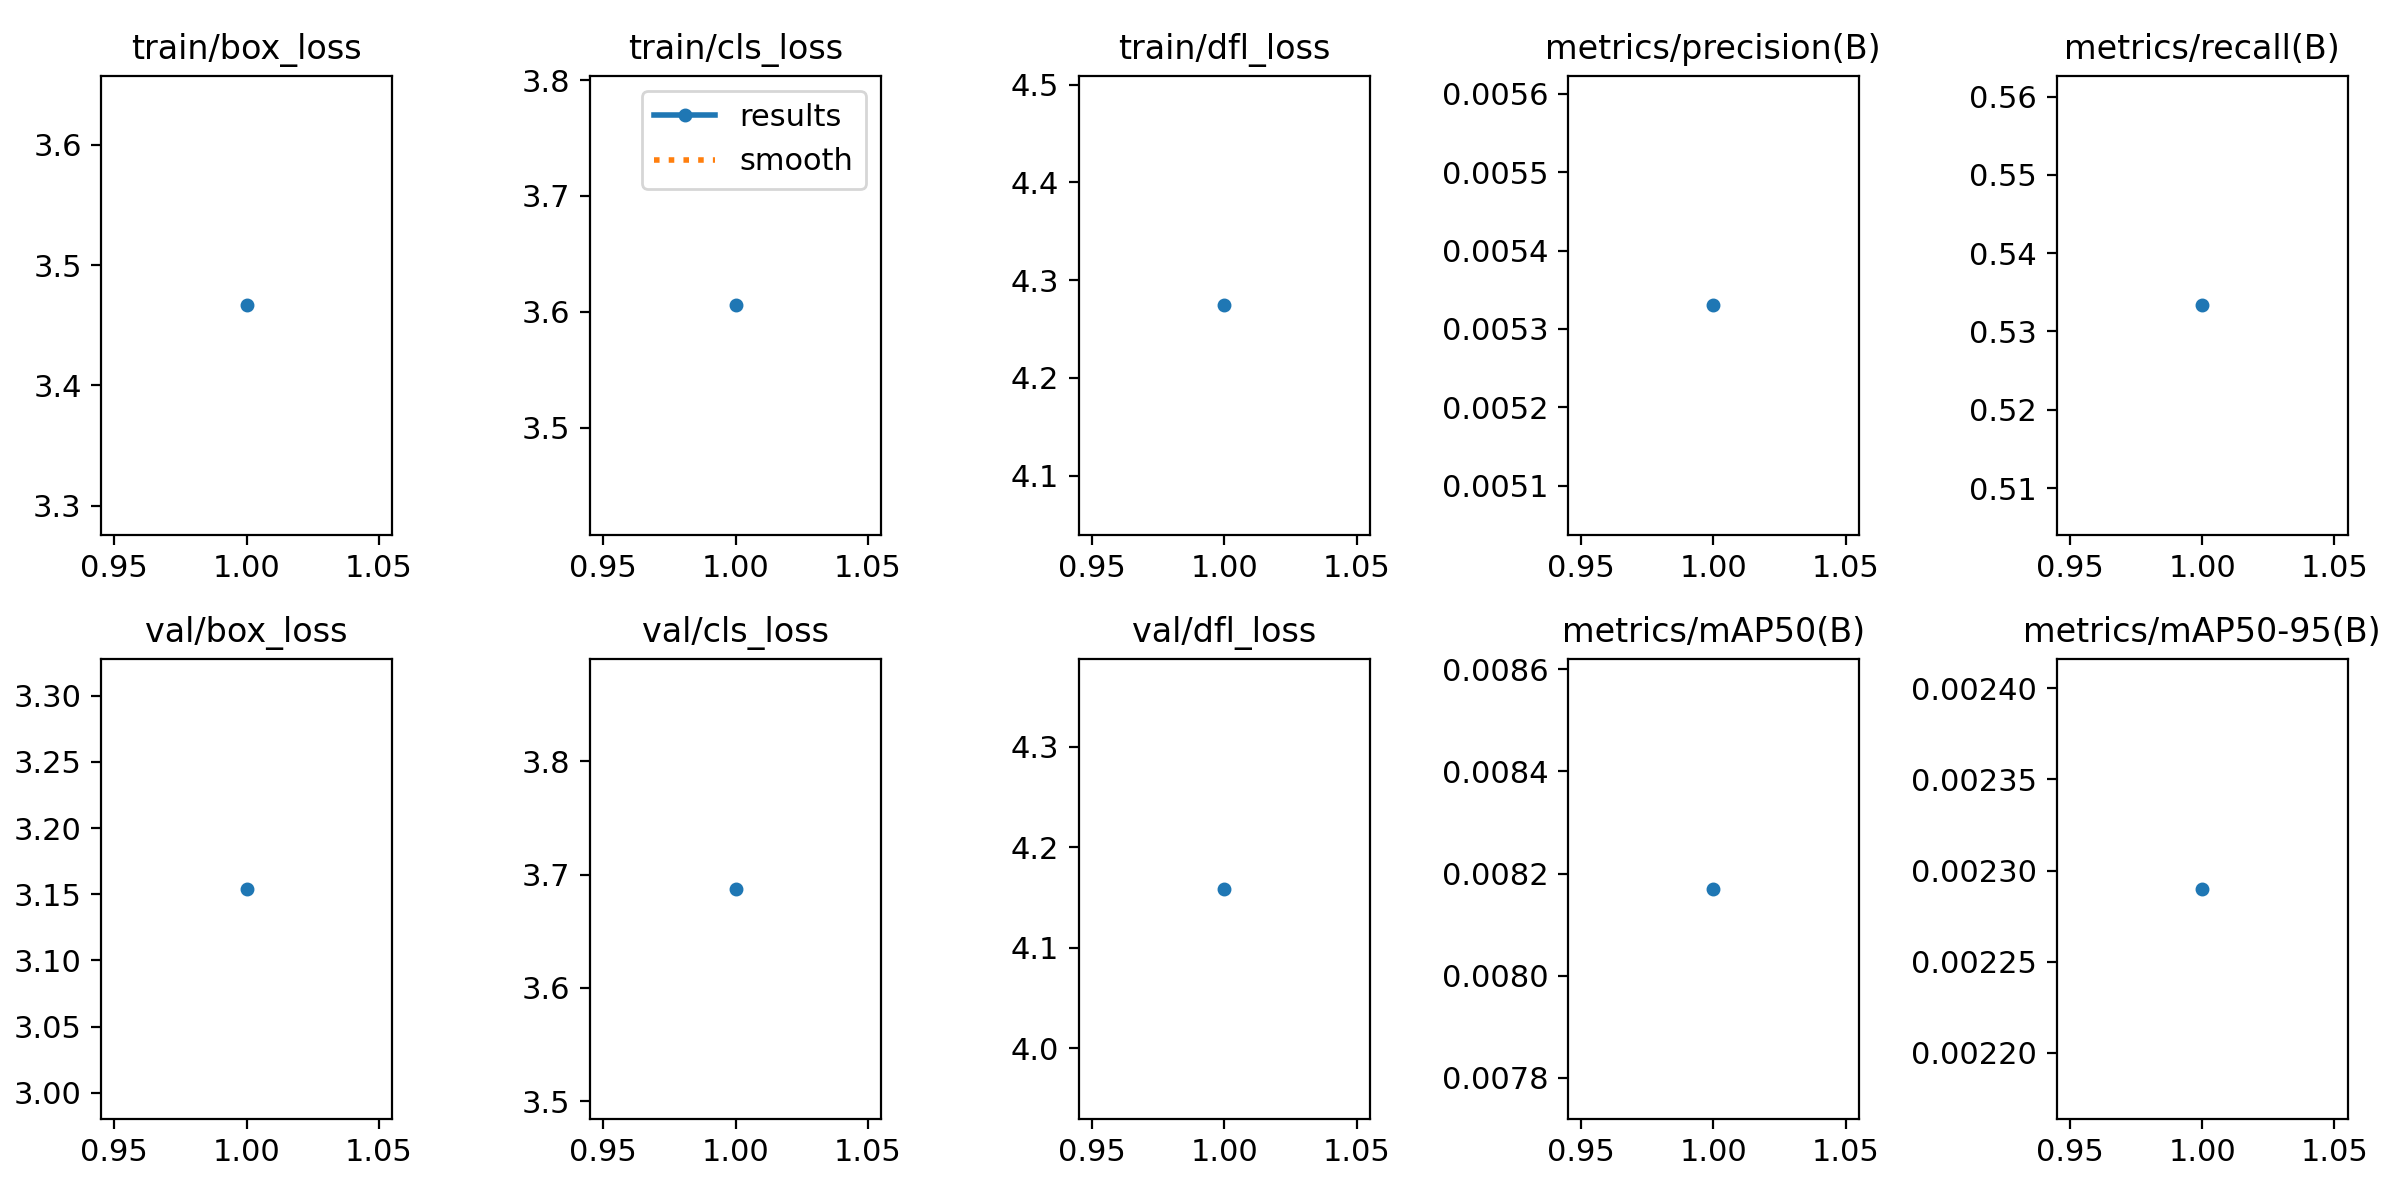 train/box_loss
3.6
3.5
3.4
3.3
0.95 1.00 1.05
train/cls_loss
results
smooth
3.8
3.7
3.6
3.5
0.95 1.00 1.05
train/dfl_loss
4.5
4.4
4.3
4.2
4.1
0.95 1.00 1.05
metrics/precision(B)
0.0056
0.0055
0.0054
0.0053
0.0052
0.0051
0.95 1.00 1.05
metrics/recall(B)
0.56
0.55
0.54
0.53
0.52
0.51
0.95 1.00 1.05
val/box_loss
3.30
3.25
3.20
3.15
3.10
3.05
3.00
0.95 1.00 1.05
val/cls_loss
3.8
3.7
3.6
3.5
0.95 1.00 1.05
val/dfl_loss
4.3
4.2
4.1
4.0
0.95 1.00 1.05
metrics/mAP50(B)
0.0086
0.0084
0.0082
0.0080
0.0078
0.95 1.00 1.05
metrics/mAP50-95(B)
0.00240
0.00235
0.00230
0.00225
0.00220
0.95 1.00 1.05